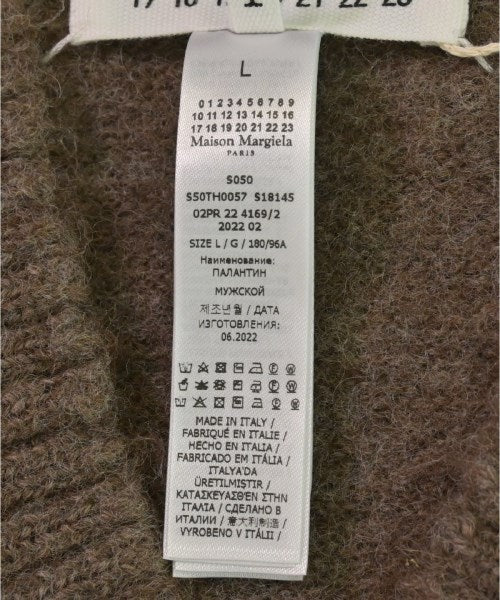 21 22 23
L
0 1 2 3 4 5 6 7 8 9
10 11 12 13 14 15 16
17 18 19 20 21 22 23
Maison Margiela
PARIS
S050
S50TH0057 S18145
02PR 22 4169/2
2022 02
SIZE L / G / 180/96A
Наименование:
ПАЛАНТИН
МУЖСКОЙ
제조년월 / ДАТА
ИЗГОТОВЛЕНИЯ:
06.2022
MADE IN ITALY /
FABRIQUÉ EN ITALIE /
HECHO EN ITALIA /
FABRICADO EM ITÁLIA /
ITALYA'DA
ÜRETILMIŞTIR /
ΚΑΤΑΣΚΕΥΑΣΘΕΝ ΣΤΗΝ
ΙΤΑΛΙΑ / СДЕЛАНО В
ИТАЛИИ / 意大利制造 /
VYROBENO V ITÁLII /